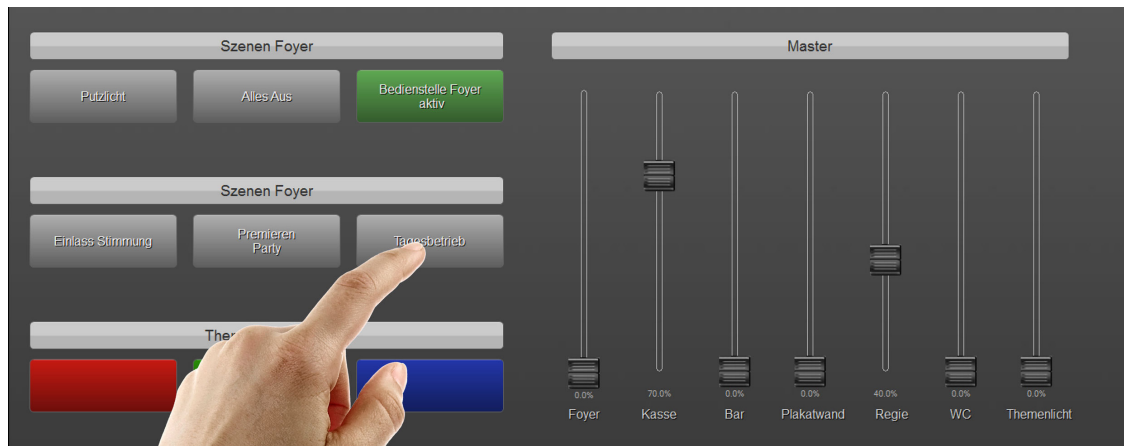 Szenen Foyer
Master
Putzlicht
Alles Aus
Bedienstelle Foyer
aktiv
Szenen Foyer
Einlass Stimmung
Premieren
Party
Tagesbetrieb
0.0%
70.0%
0.0%
0.0%
40.0%
0.0%
0.0%
Foyer
Kasse
Bar
Plakatwand
Regie
WC
Themenlicht